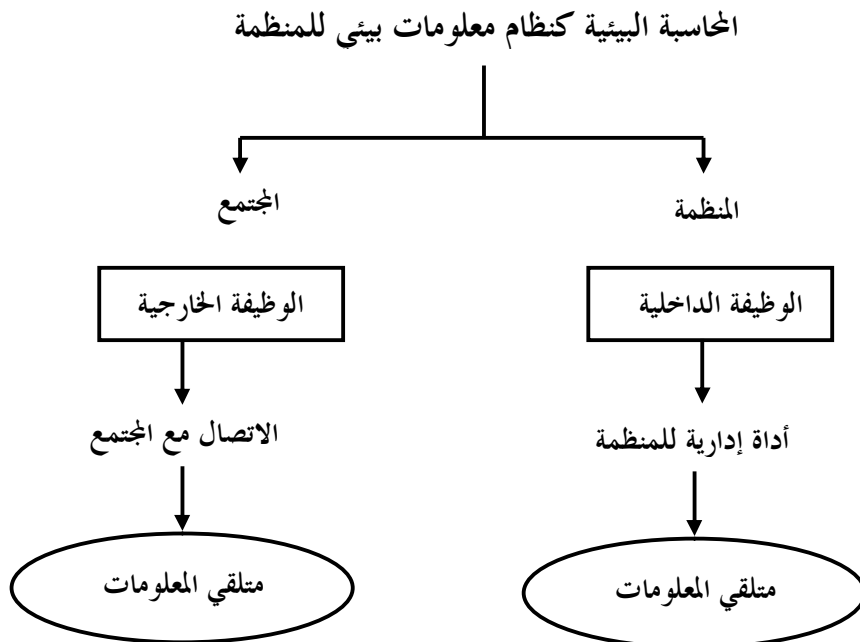 المحاسبة البيئية كنظام معلومات بيئي للمنظمة
المنظمة
المجتمع
الوظيفة الداخلية
الوظيفة الخارجية
أداة إدارية للمنظمة
الاتصال مع المجتمع
متلقي المعلومات
متلقي المعلومات